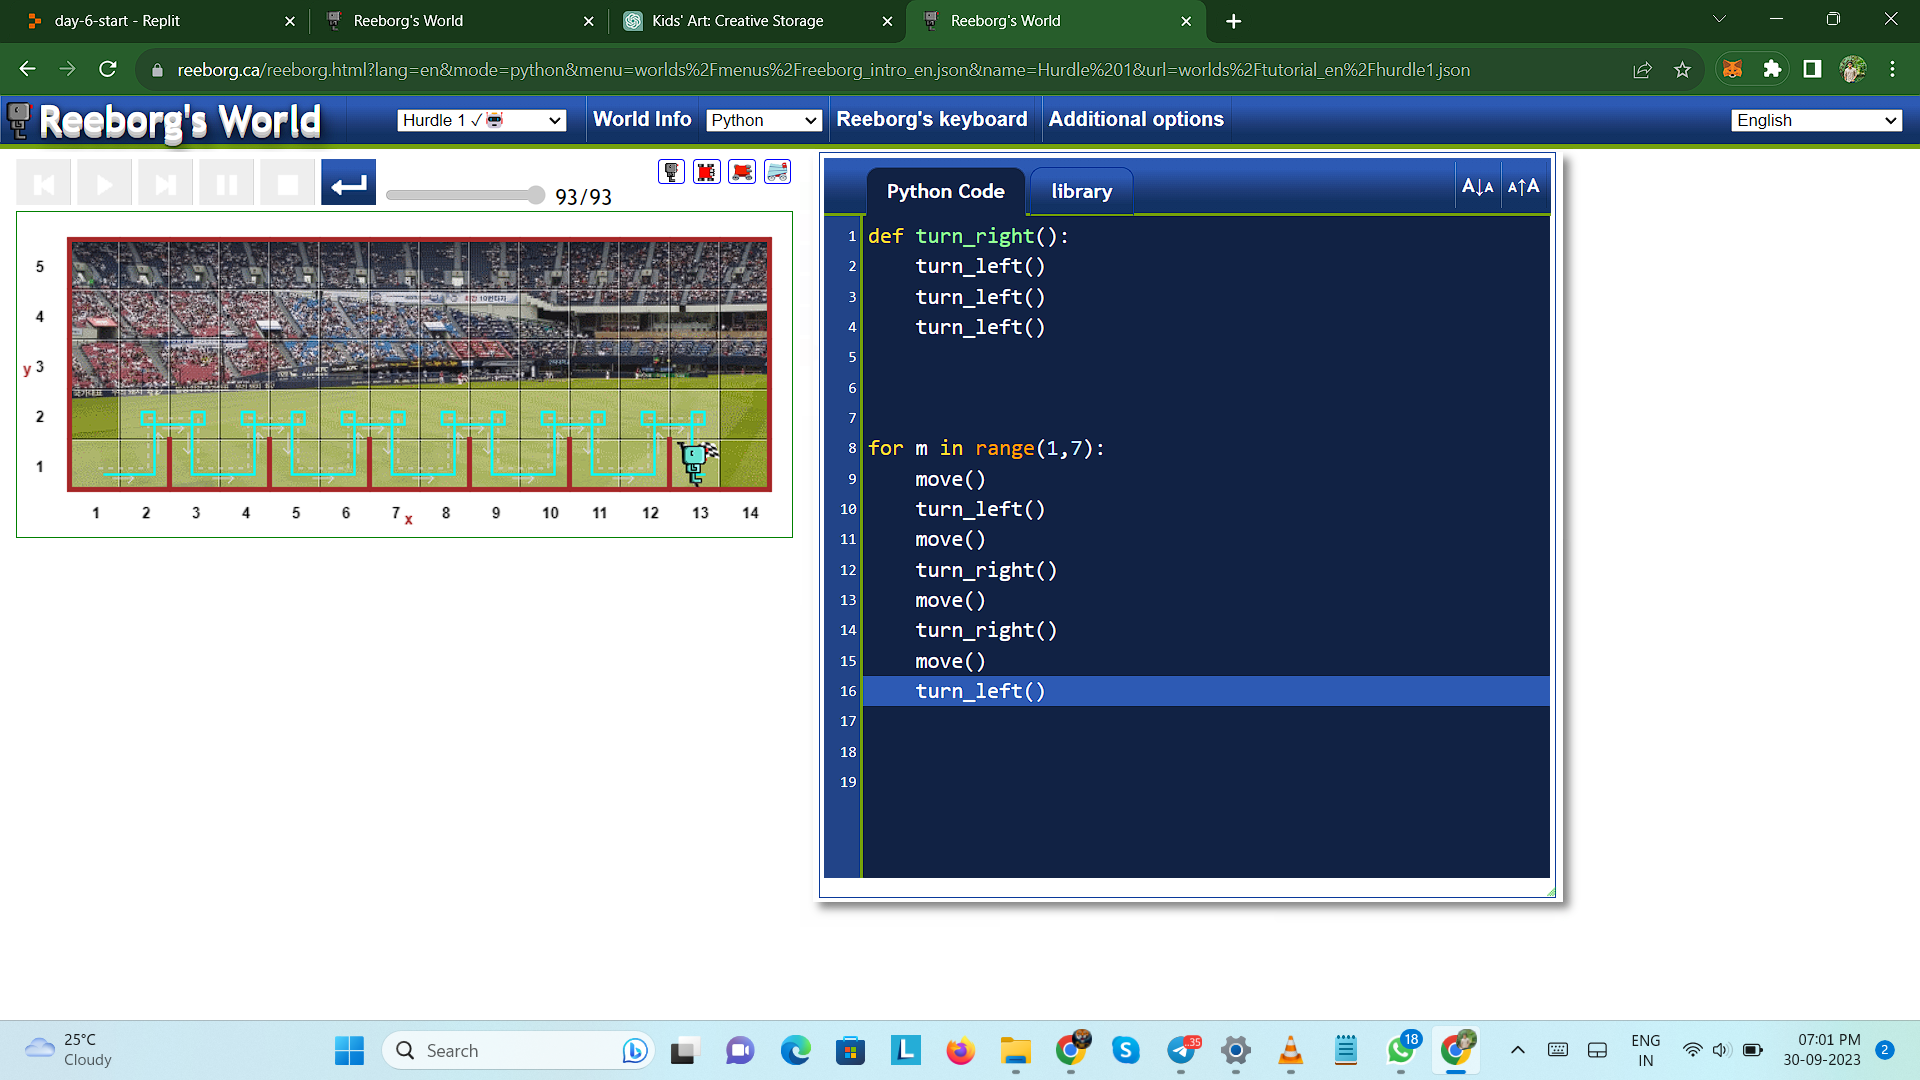 day-6-start - Replit
Reeborg's World
Kids' Art: Creative Storage
Reeborg's World
reeborg.ca/reeborg.html?lang=en&mode=python&menu=worlds%2Fmenus%2Freeborg_intro_en.json&name=Hurdle%201&url=worlds%2Ftutorial_en%2Fhurdle1.json
Reeborg's World
Hurdle 1 ✓
World Info
Python
Reeborg's keyboard
Additional options
English
93/93
Python Code
library
A↓A
A↑A
5
4
y 3
2
1
1 2 3 4 5 6 7 8 9 10 11 12 13 14
x
1 def turn_right():
2 turn_left()
3 turn_left()
4 turn_left()
5
6
7
8 for m in range(1,7):
9 move()
10 turn_left()
11 move()
12 turn_right()
13 move()
14 turn_right()
15 move()
16 turn_left()
17
18
19
25°C
Cloudy
Search
L
S
35
18
ENG
IN
07:01 PM
30-09-2023
2